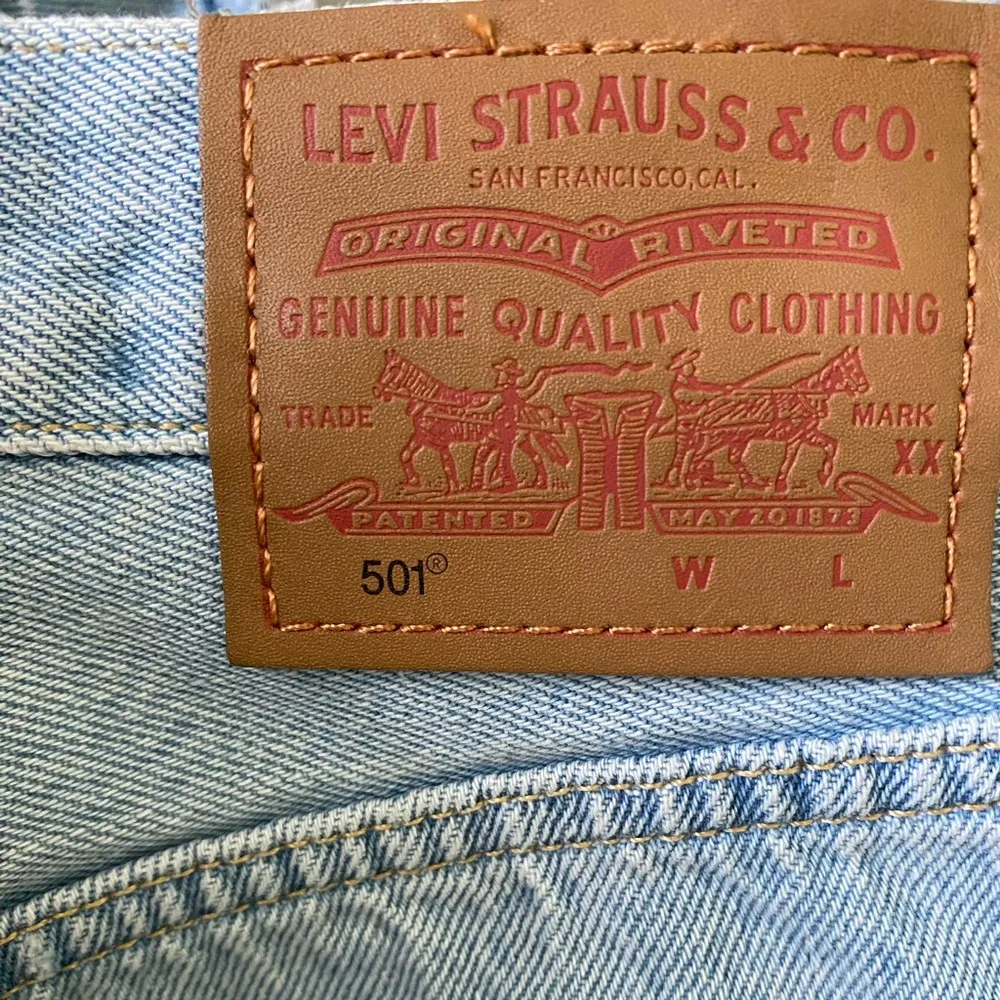 LEVI STRAUSS & CO.
SAN FRANCISCO, CAL.
ORIGINAL RIVETED
GENUINE QUALITY CLOTHING
TRADE MARK
XX
PATENTED MAY 20 1873
501® W L